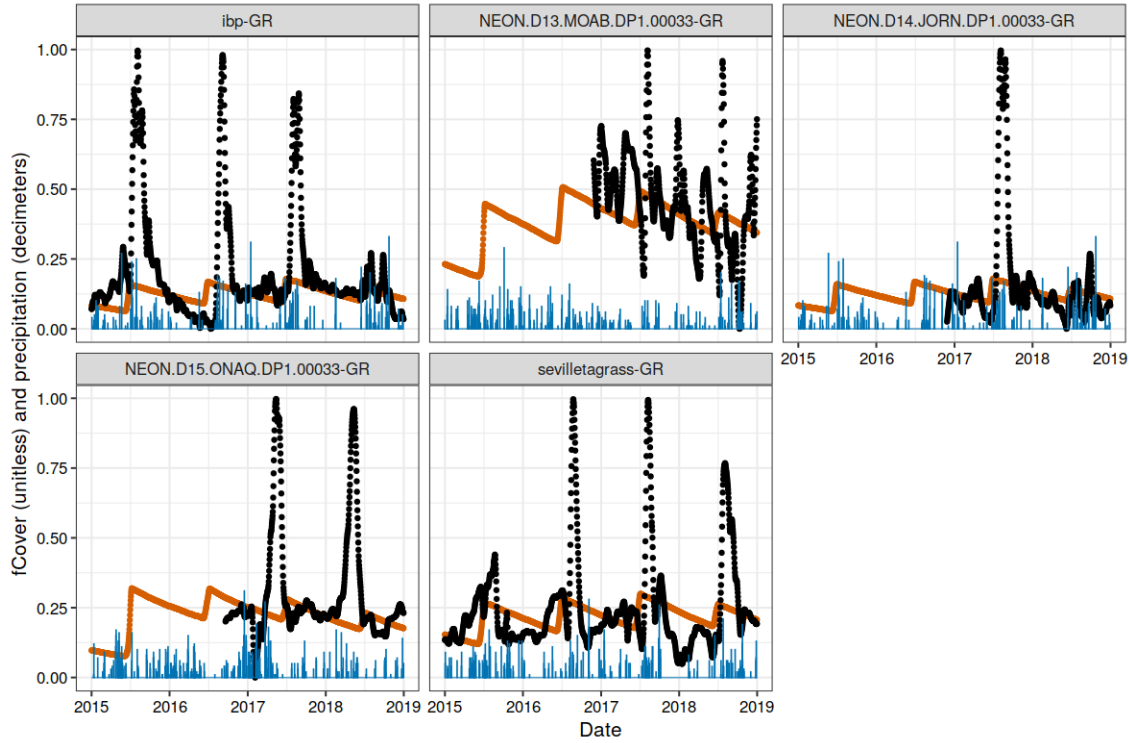 ibp-GR
NEON.D13.MOAB.DP1.00033-GR
NEON.D14.JORN.DP1.00033-GR
fCover (unitless) and precipitation (decimeters)
1.00
0.75
0.50
0.25
0.00
2015 2016 2017 2018 2019
NEON.D15.ONAQ.DP1.00033-GR
sevilletagrass-GR
1.00
0.75
0.50
0.25
0.00
2015 2016 2017 2018 2019
2015 2016 2017 2018 2019
Date